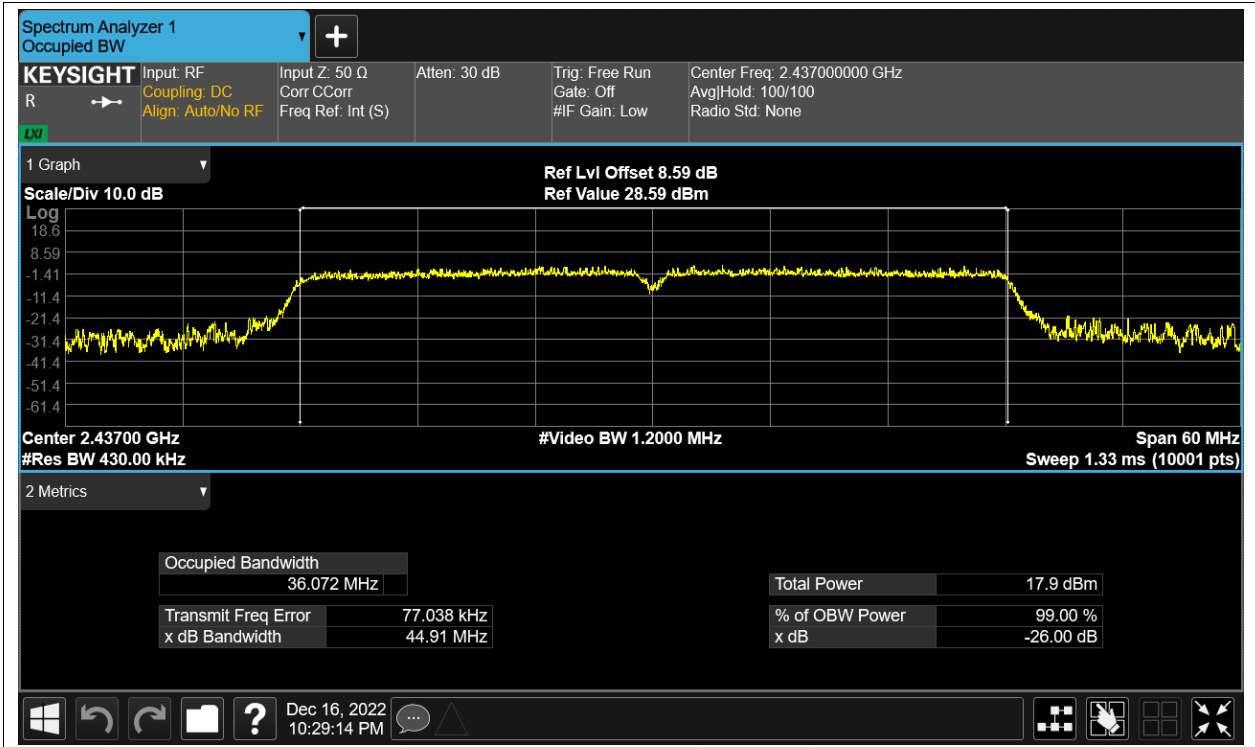 Spectrum Analyzer 1
Occupied BW
▼
+
KEYSIGHT
R
LXI
Input: RF
Coupling: DC
Align: Auto/No RF
Input Z: 50 Ω
Corr CCorr
Freq Ref: Int (S)
Atten: 30 dB
Trig: Free Run
Gate: Off
#IF Gain: Low
Center Freq: 2.437000000 GHz
Avg|Hold: 100/100
Radio Std: None
1 Graph ▼
Ref Lvl Offset 8.59 dB
Scale/Div 10.0 dB Ref Value 28.59 dBm
Log
18.6
8.59
-1.41
-11.4
-21.4
-31.4
-41.4
-51.4
-61.4
Center 2.43700 GHz #Video BW 1.2000 MHz Span 60 MHz
#Res BW 430.00 kHz Sweep 1.33 ms (10001 pts)
2 Metrics ▼
Occupied Bandwidth
36.072 MHz
Total Power 17.9 dBm
Transmit Freq Error 77.038 kHz % of OBW Power 99.00 %
x dB Bandwidth 44.91 MHz x dB -26.00 dB
?
Dec 16, 2022
10:29:14 PM